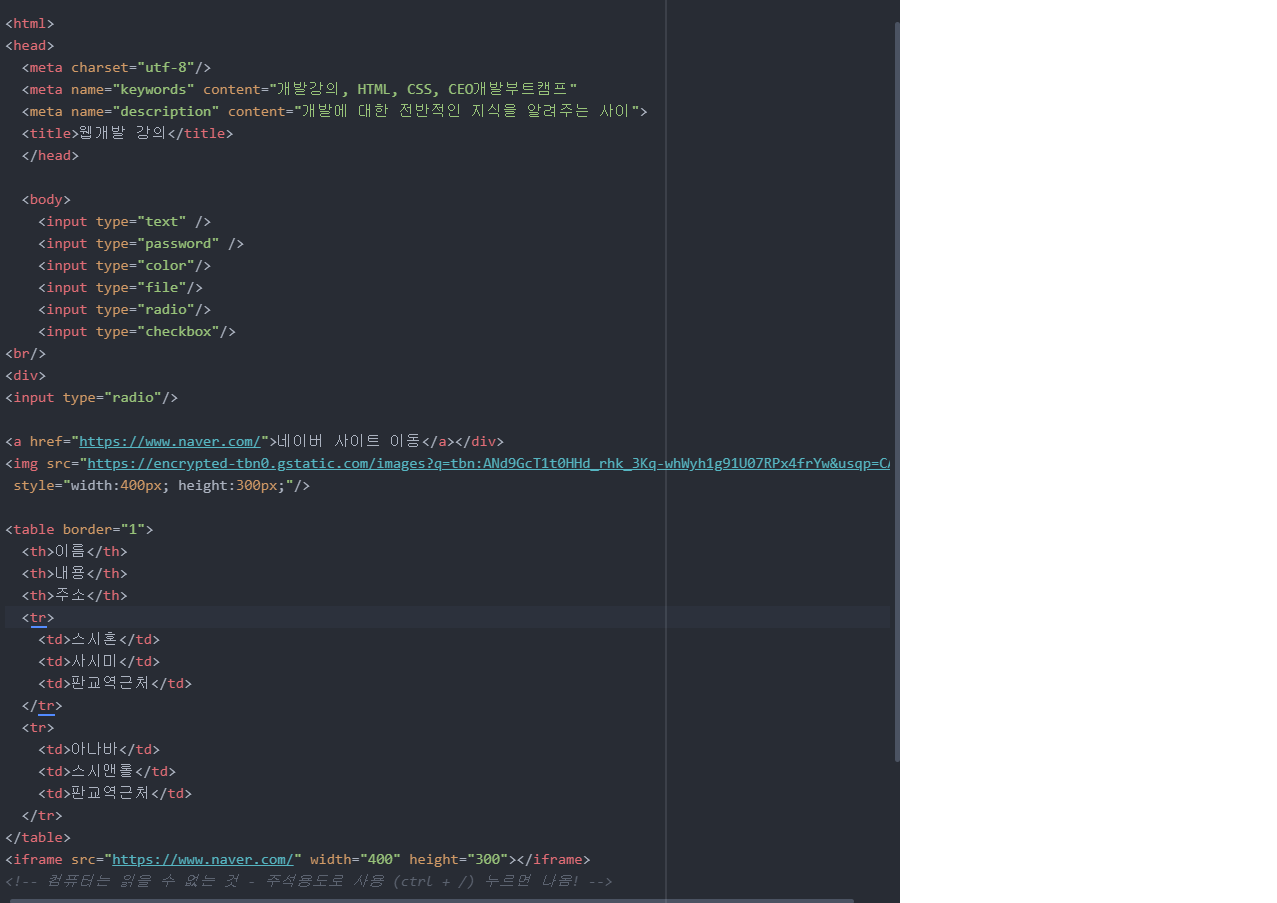 <html>
<head>
<meta charset="utf-8"/>
<meta name="keywords" content="개발강의, HTML, CSS, CEO개발부트캠프"
<meta name="description" content="개발에 대한 전반적인 지식을 알려주는 사이">
<title>웹개발 강의</title>
</head>
<body>
<input type="text" />
<input type="password" />
<input type="color"/>
<input type="file"/>
<input type="radio"/>
<input type="checkbox"/>
<br/>
<div>
<input type="radio"/>
<a href="https://www.naver.com/">네이버 사이트 이동</a></div>
<img src="https://encrypted-tbn0.gstatic.com/images?q=tbn:ANd9GcT1t0HHd_rhk_3Kq-whWyh1g91U07RPx4frYw&usqp=CA
style="width:400px; height:300px;"/>
<table border="1">
<th>이름</th>
<th>내용</th>
<th>주소</th>
<tr>
<td>스시혼</td>
<td>사시미</td>
<td>판교역근처</td>
</tr>
<tr>
<td>아나바</td>
<td>스시앤롤</td>
<td>판교역근처</td>
</tr>
</table>
<iframe src="https://www.naver.com/" width="400" height="300"></iframe>
<!-- 컴퓨터는 읽을 수 없는 것 - 주석용도로 사용 (ctrl + /) 누르면 나옴! -->